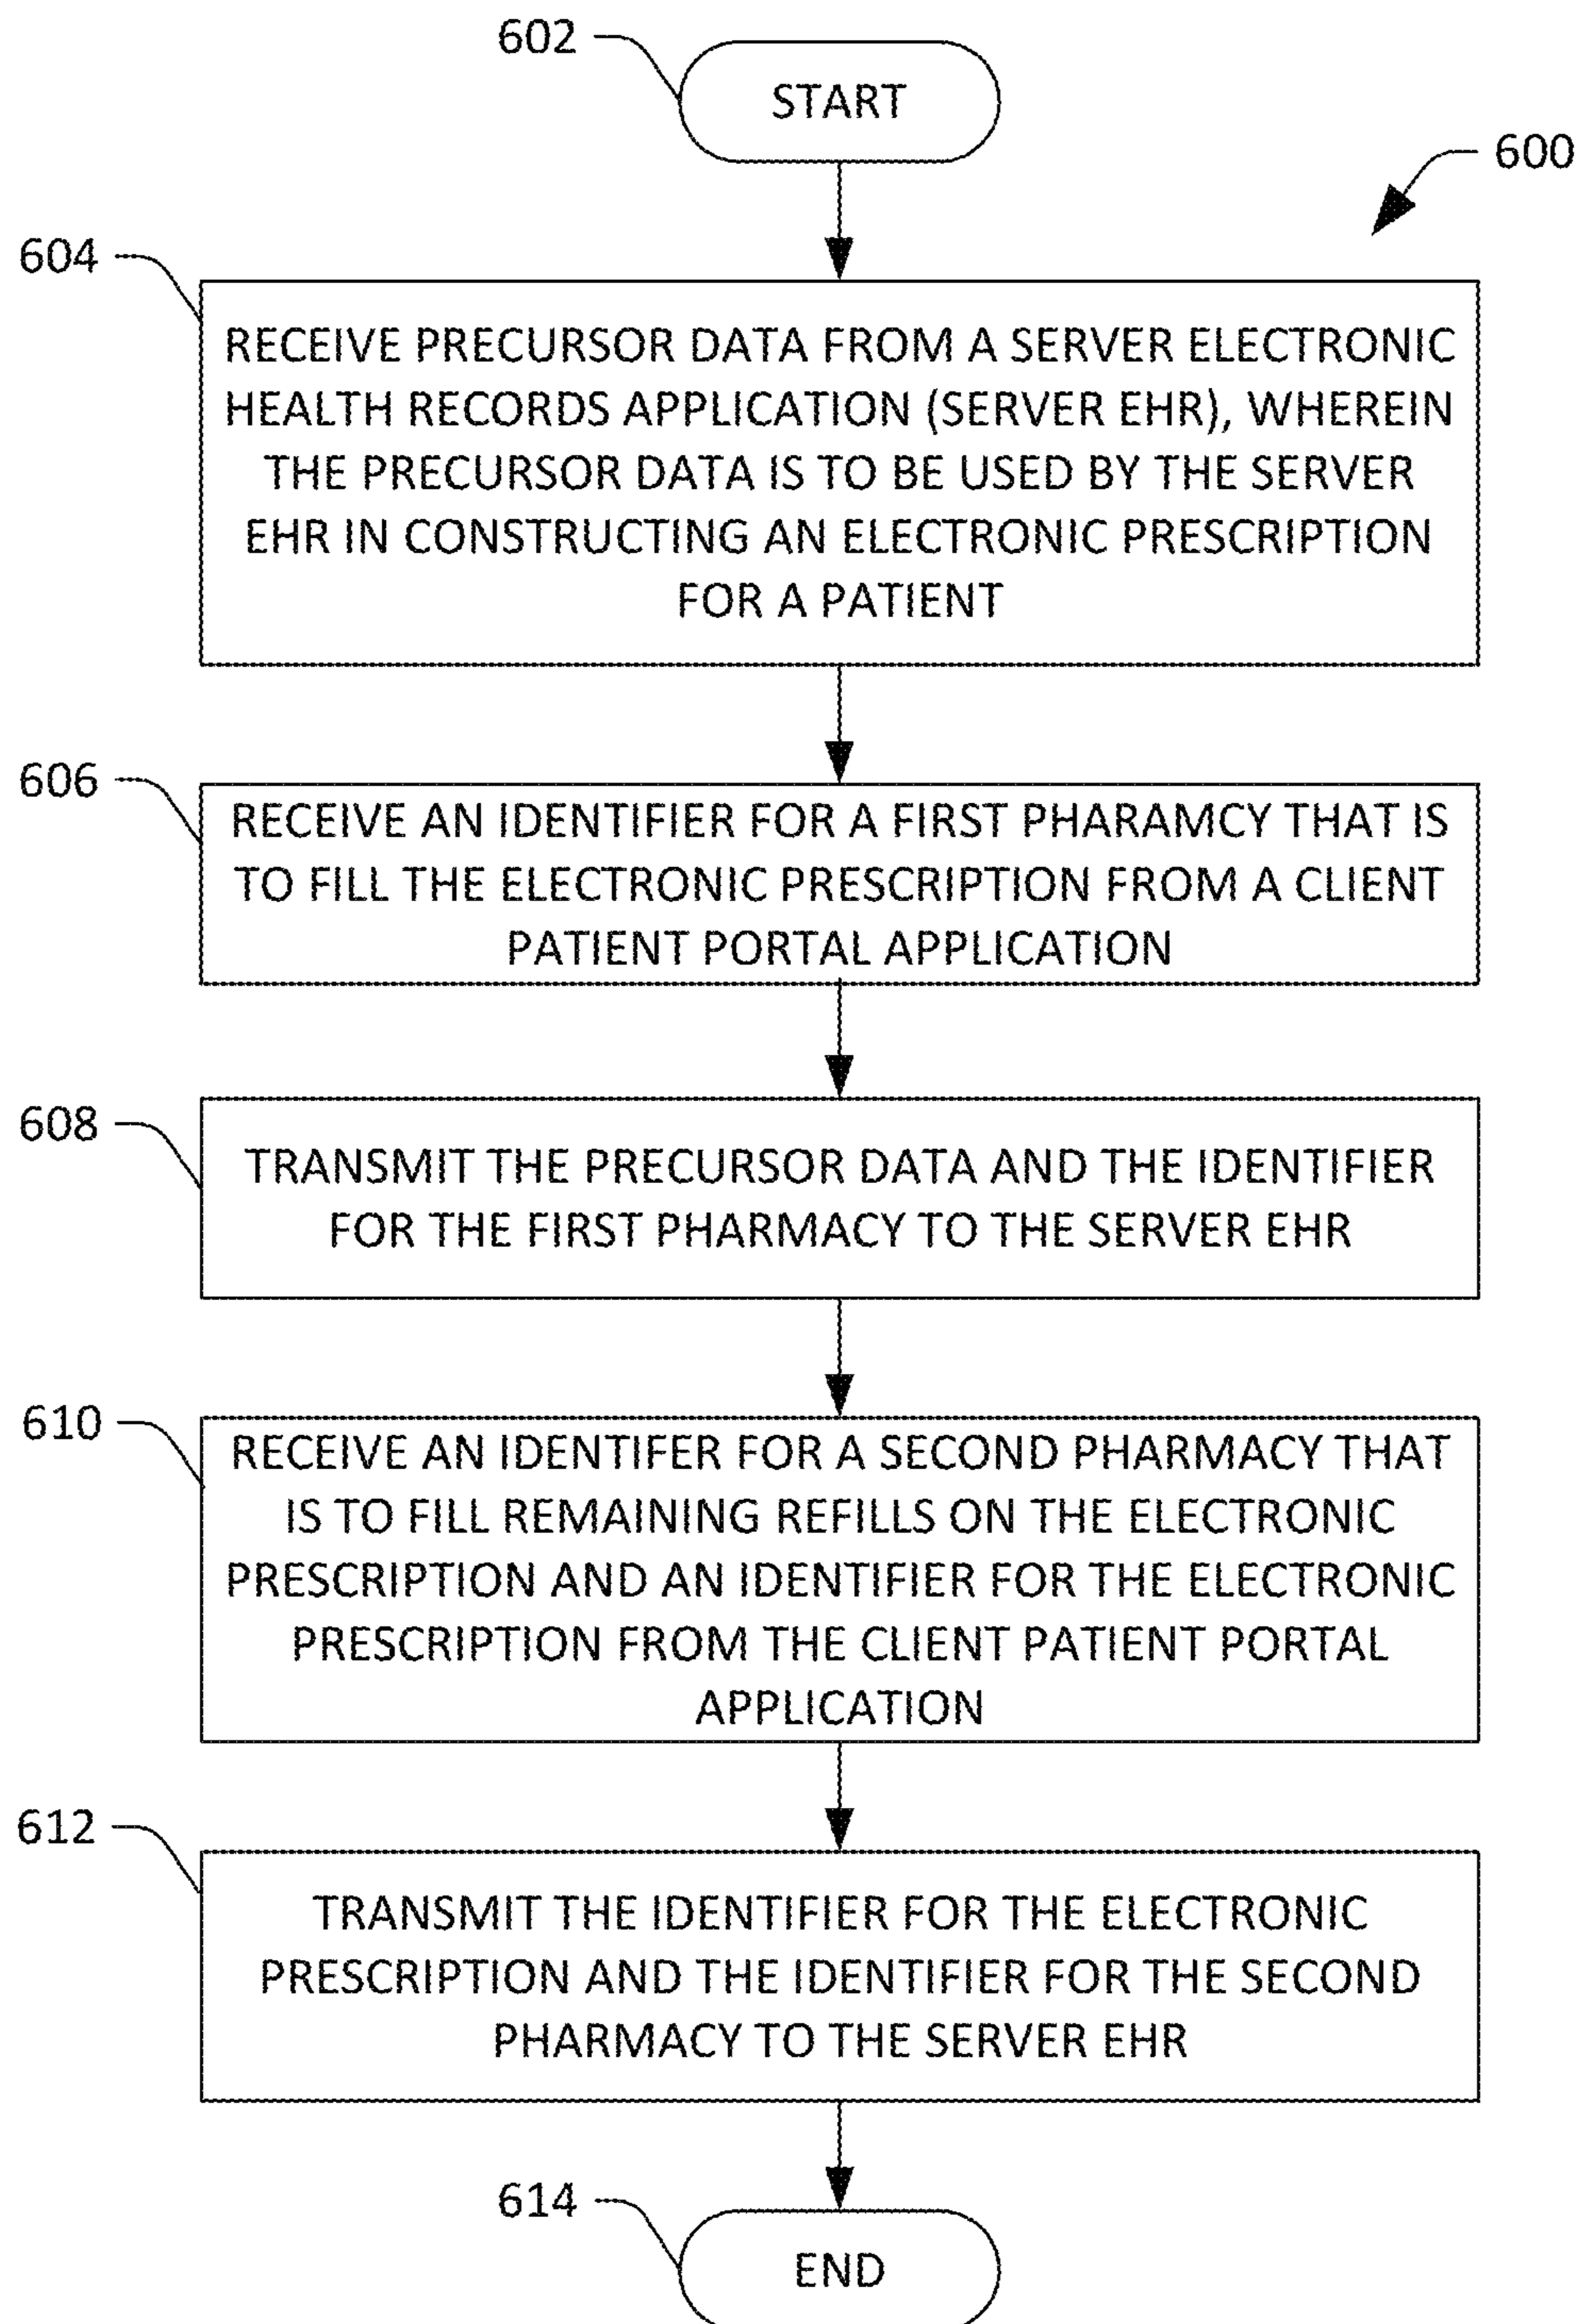 602
START
600
604
RECEIVE PRECURSOR DATA FROM A SERVER ELECTRONIC
HEALTH RECORDS APPLICATION (SERVER EHR), WHEREIN
THE PRECURSOR DATA IS TO BE USED BY THE SERVER
EHR IN CONSTRUCTING AN ELECTRONIC PRESCRIPTION
FOR A PATIENT
606
RECEIVE AN IDENTIFIER FOR A FIRST PHARAMCY THAT IS
TO FILL THE ELECTRONIC PRESCRIPTION FROM A CLIENT
PATIENT PORTAL APPLICATION
608
TRANSMIT THE PRECURSOR DATA AND THE IDENTIFIER
FOR THE FIRST PHARMACY TO THE SERVER EHR
610
RECEIVE AN IDENTIFER FOR A SECOND PHARMACY THAT
IS TO FILL REMAINING REFILLS ON THE ELECTRONIC
PRESCRIPTION AND AN IDENTIFIER FOR THE ELECTRONIC
PRESCRIPTION FROM THE CLIENT PATIENT PORTAL
APPLICATION
612
TRANSMIT THE IDENTIFIER FOR THE ELECTRONIC
PRESCRIPTION AND THE IDENTIFIER FOR THE SECOND
PHARMACY TO THE SERVER EHR
614
END